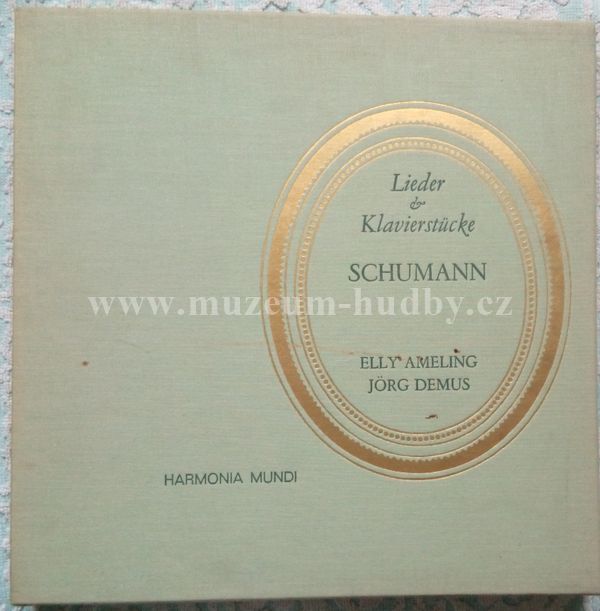 Lieder
&
Klavierstücke
SCHUMANN
www.muzeum-hudby.cz
ELLY AMELING
JÖRG DEMUS
HARMONIA MUNDI